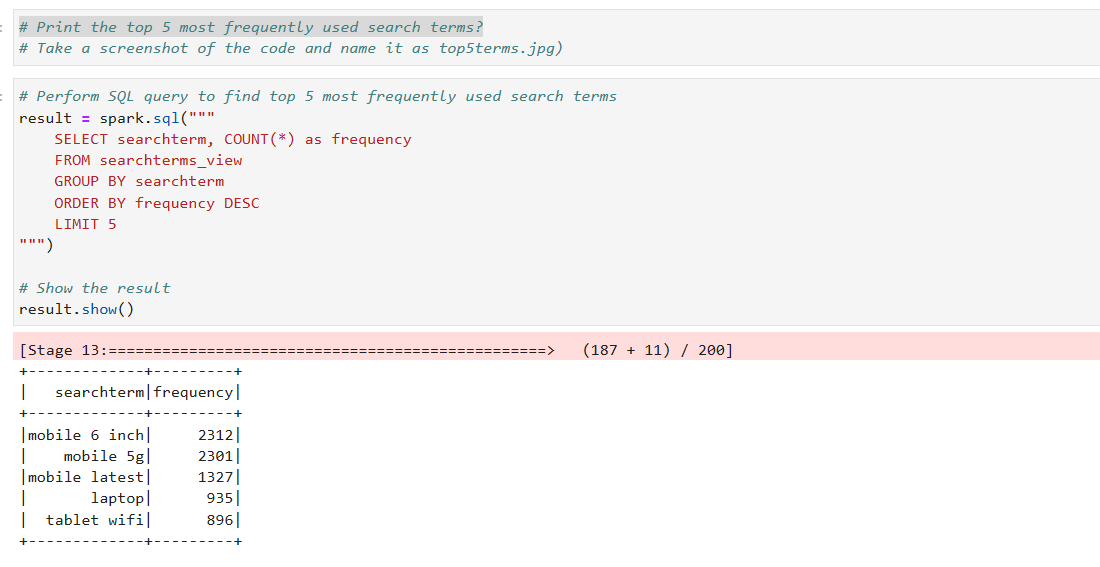 # Print the top 5 most frequently used search terms?
# Take a screenshot of the code and name it as top5terms.jpg)
# Perform SQL query to find top 5 most frequently used search terms
result = spark.sql("""
    SELECT searchterm, COUNT(*) as frequency
    FROM searchterms_view
    GROUP BY searchterm
    ORDER BY frequency DESC
    LIMIT 5
""")
# Show the result
result.show()
[Stage 13:=================================================>   (187 + 11) / 200]
+-------------+---------+
|   searchterm|frequency|
+-------------+---------+
|mobile 6 inch|     2312|
|    mobile 5g|     2301|
|mobile latest|     1327|
|       laptop|      935|
|  tablet wifi|      896|
+-------------+---------+